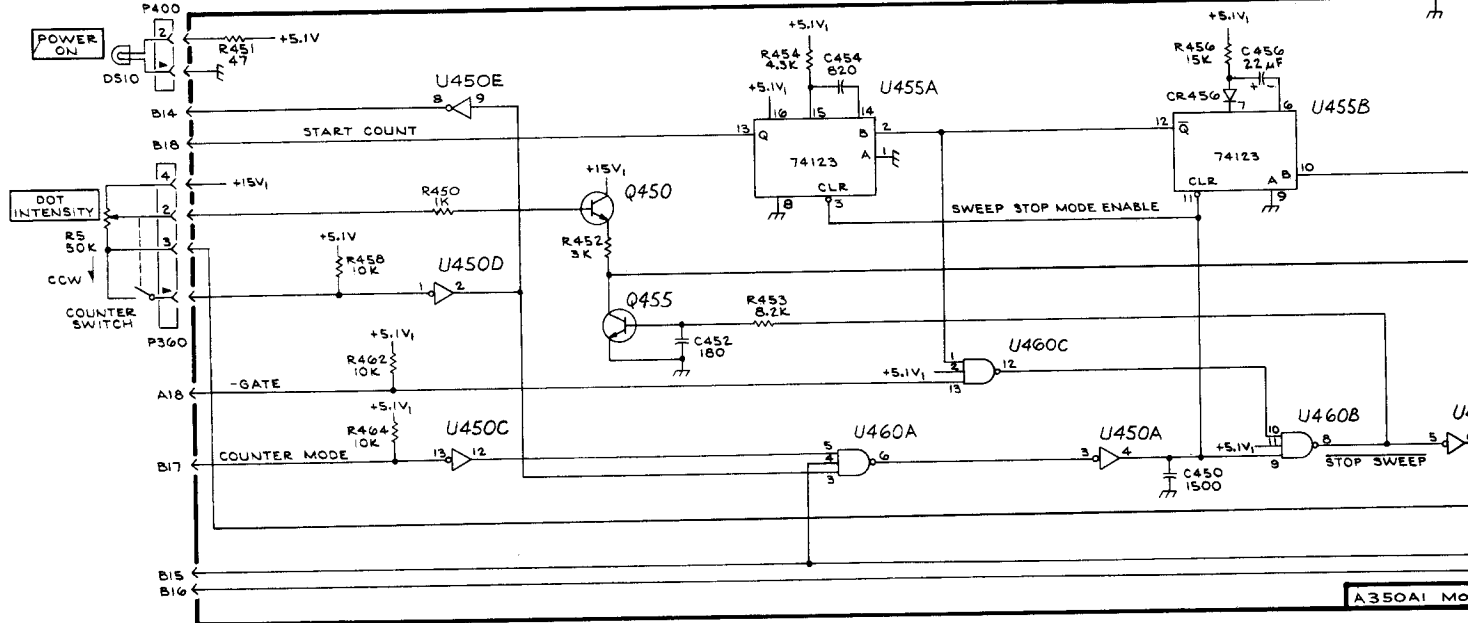 P400
POWER ON
2
+5.1V
R451
47
DS10
U450E
8
9
B14
START COUNT
B18
+5.1V1
R454
4.3K
C454
820
+5.1V1
16
15
14
U455A
13
Q
B
2
A
1
74123
CLR
8
3
+5.1V1
R456
15K
C456
22µF
+
-
CR456
7
6
U455B
12
Q̅
74123
B
10
A
CLR
11
9
SWEEP STOP MODE ENABLE
4
+15V1
DOT INTENSITY
2
R450
1K
+15V1
Q450
R5
50K
3
R452
3K
CCW
+5.1V
R458
10K
U450D
1
2
COUNTER SWITCH
P360
Q455
R453
8.2K
C452
180
+5.1V1
R462
10K
U460C
1
2
+5.1V1
13
12
-GATE
A18
+5.1V1
R464
10K
U450C
13
12
COUNTER MODE
B17
U460A
5
4
3
6
U450A
3
4
C450
1500
U460B
10
11
+5.1V1
9
8
STOP SWEEP
5
B15
B16
A350A1